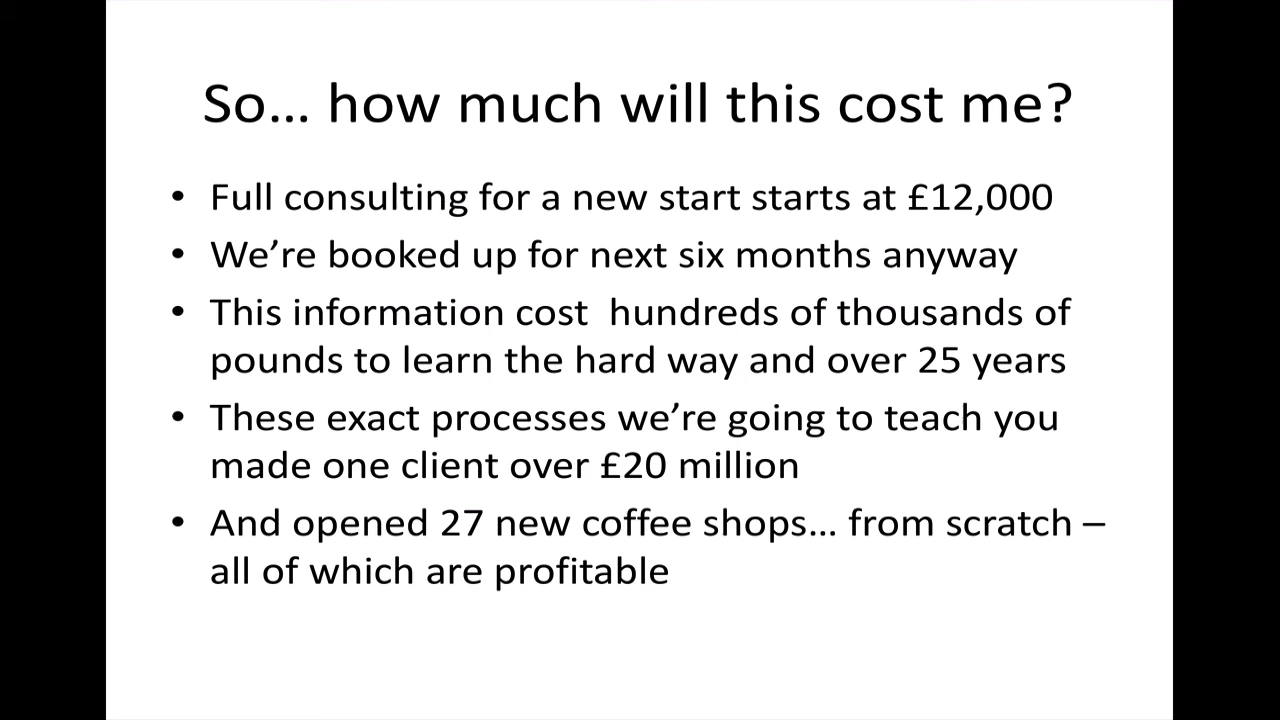 So… how much will this cost me?
• Full consulting for a new start starts at £12,000
• We’re booked up for next six months anyway
• This information cost  hundreds of thousands of
pounds to learn the hard way and over 25 years
• These exact processes we’re going to teach you
made one client over £20 million
• And opened 27 new coffee shops… from scratch –
all of which are profitable